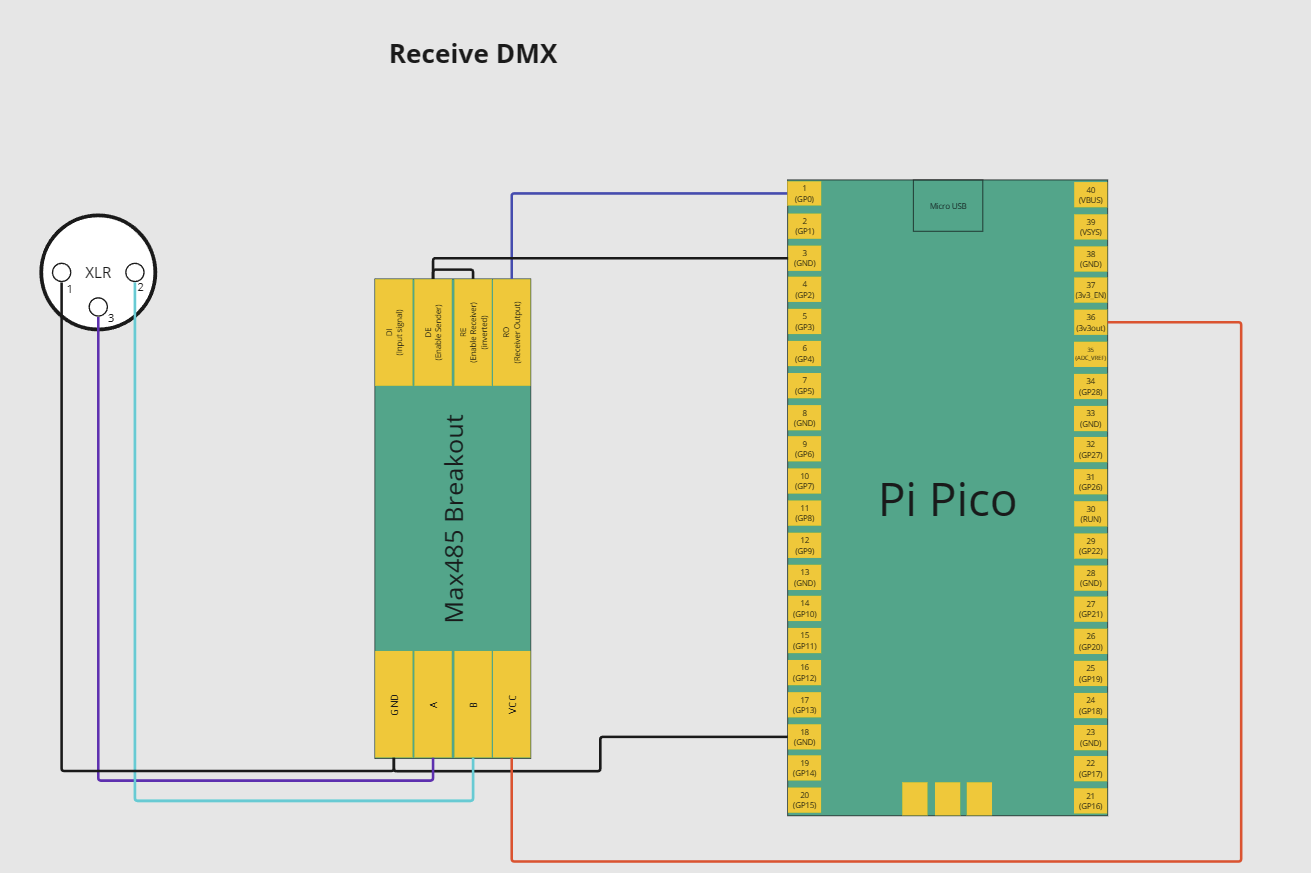 Receive DMX
XLR
1
2
3
DI
(Input signal)
DE
(Enable Sender)
RE
(Enable Receiver)
(inverted)
RO
(Receiver Output)
Max485 Breakout
GND
A
B
VCC
Micro USB
Pi Pico
1
(GP0)
2
(GP1)
3
(GND)
4
(GP2)
5
(GP3)
6
(GP4)
7
(GP5)
8
(GND)
9
(GP6)
10
(GP7)
11
(GP8)
12
(GP9)
13
(GND)
14
(GP10)
15
(GP11)
16
(GP12)
17
(GP13)
18
(GND)
19
(GP14)
20
(GP15)
40
(VBUS)
39
(VSYS)
38
(GND)
37
(3v3_EN)
36
(3v3out)
35
(ADC_VREF)
34
(GP28)
33
(GND)
32
(GP27)
31
(GP26)
30
(RUN)
29
(GP22)
28
(GND)
27
(GP21)
26
(GP20)
25
(GP19)
24
(GP18)
23
(GND)
22
(GP17)
21
(GP16)